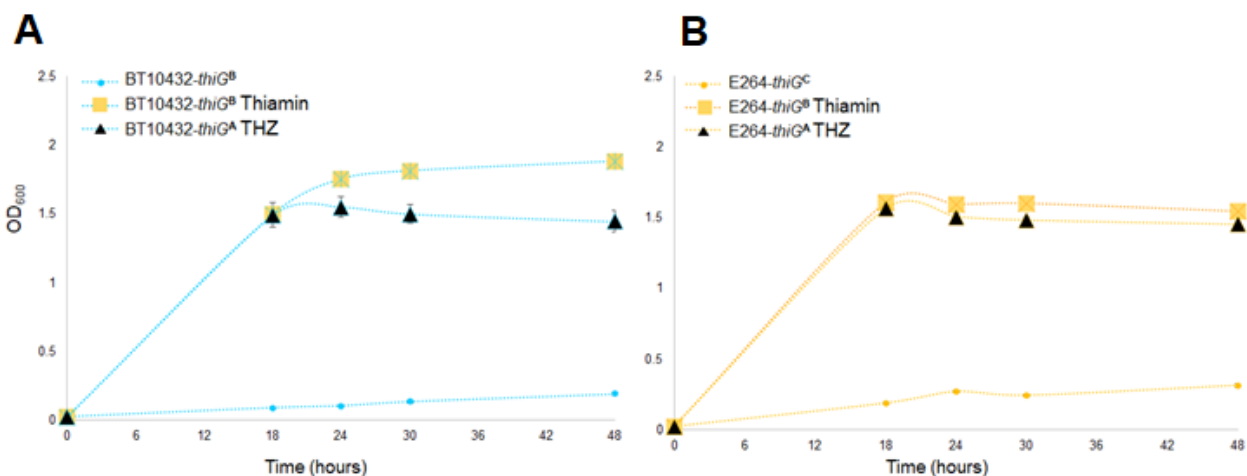 A
2.5
BT10432-thiGᴮ
BT10432-thiGᴮ Thiamin
BT10432-thiGᴬ THZ
2
1.5
1
0.5
0
OD₆₀₀
0 6 12 18 24 30 36 42 48
Time (hours)
B
2.5
E264-thiGᶜ
E264-thiGᴮ Thiamin
E264-thiGᴬ THZ
2
1.5
1
0.5
0
0 6 12 18 24 30 36 42 48
Time (hours)